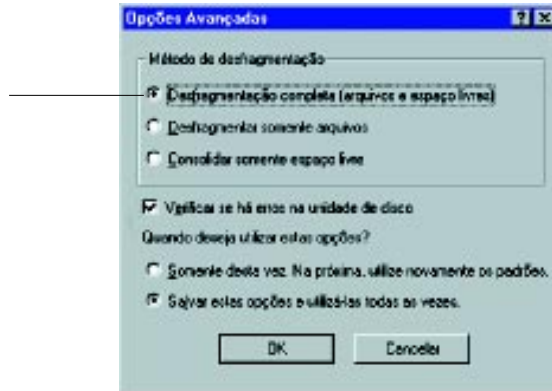 Opções Avançadas
Método de desfragmentação
Desfragmentação completa (arquivos e espaço livres)
Desfragmentar somente arquivos
Consolidar somente espaço livre
Verificar se há erros na unidade de disco
Quando deseja utilizar estas opções?
Somente desta vez. Na próxima, utilize novamente os padrões.
Salvar estas opções e utilizá-las todas as vezes.
OK
Cancelar